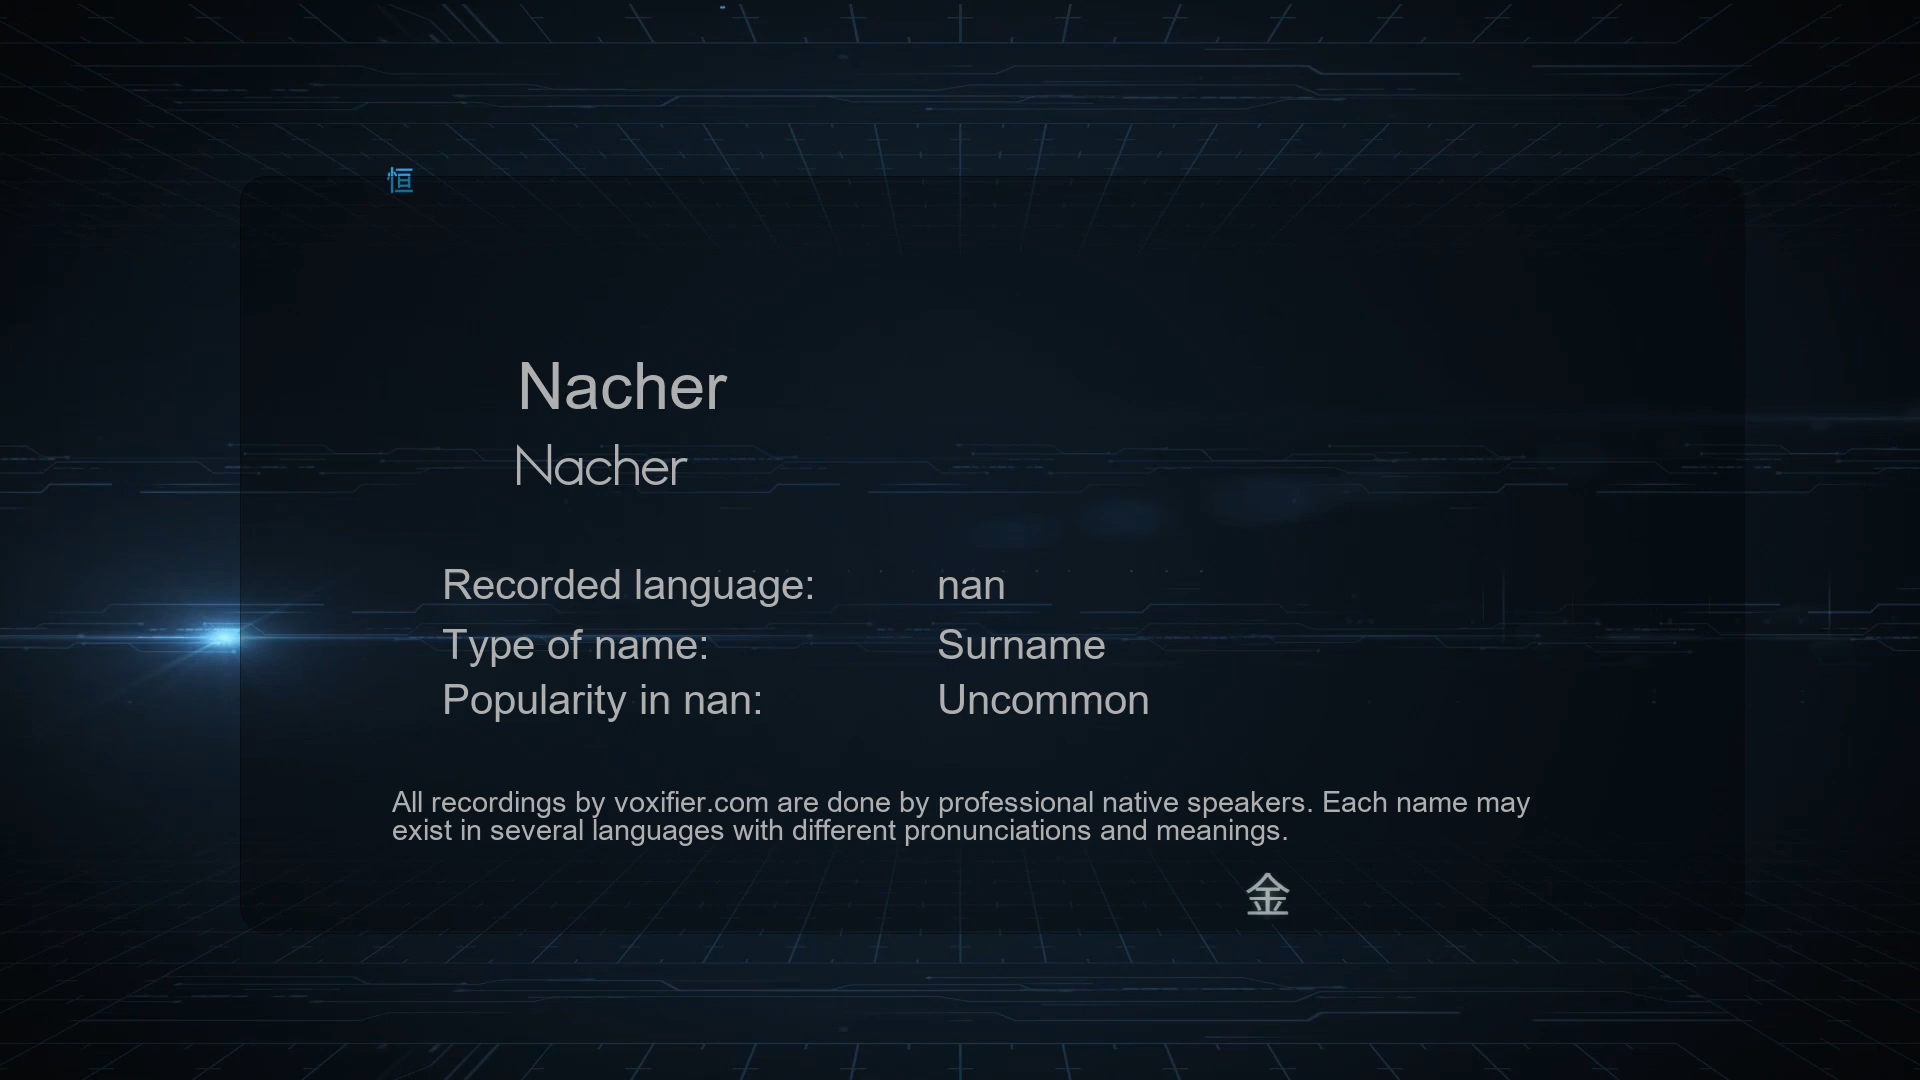 恒
Nacher
Nacher
Recorded language: nan
Type of name: Surname
Popularity in nan: Uncommon
All recordings by voxifier.com are done by professional native speakers. Each name may
exist in several languages with different pronunciations and meanings.
金